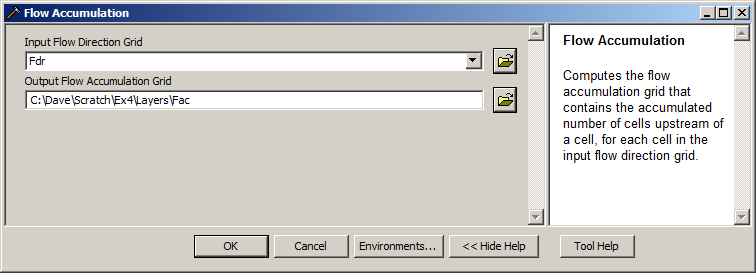 Flow Accumulation
Input Flow Direction Grid
Fdr
Output Flow Accumulation Grid
C:\Dave\Scratch\Ex4\Layers\Fac
Flow Accumulation
Computes the flow
accumulation grid that
contains the accumulated
number of cells upstream of
a cell, for each cell in the
input flow direction grid.
OK
Cancel
Environments...
<< Hide Help
Tool Help